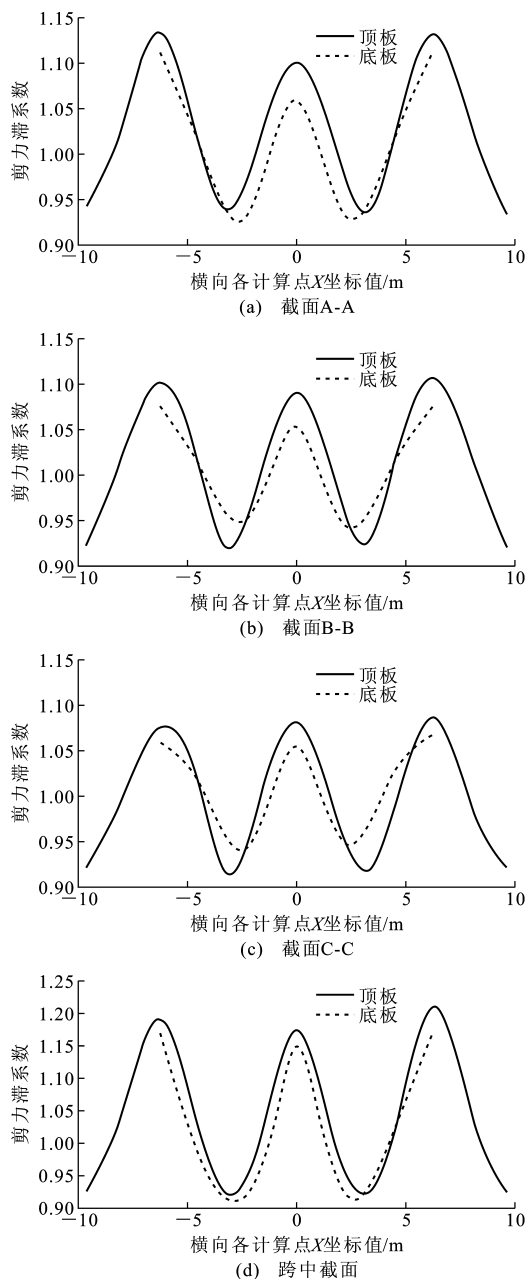 1.15
顶板
底板
1.10
1.05
1.00
0.95
0.90
剪力滞系数
-10 -5 0 5 10
横向各计算点X坐标值/m
(a) 截面A-A
1.15
顶板
底板
1.10
1.05
1.00
0.95
0.90
剪力滞系数
-10 -5 0 5 10
横向各计算点X坐标值/m
(b) 截面B-B
1.15
顶板
底板
1.10
1.05
1.00
0.95
0.90
剪力滞系数
-10 -5 0 5 10
横向各计算点X坐标值/m
(c) 截面C-C
1.25
顶板
底板
1.20
1.15
1.10
1.05
1.00
0.95
0.90
剪力滞系数
-10 -5 0 5 10
横向各计算点X坐标值/m
(d) 跨中截面